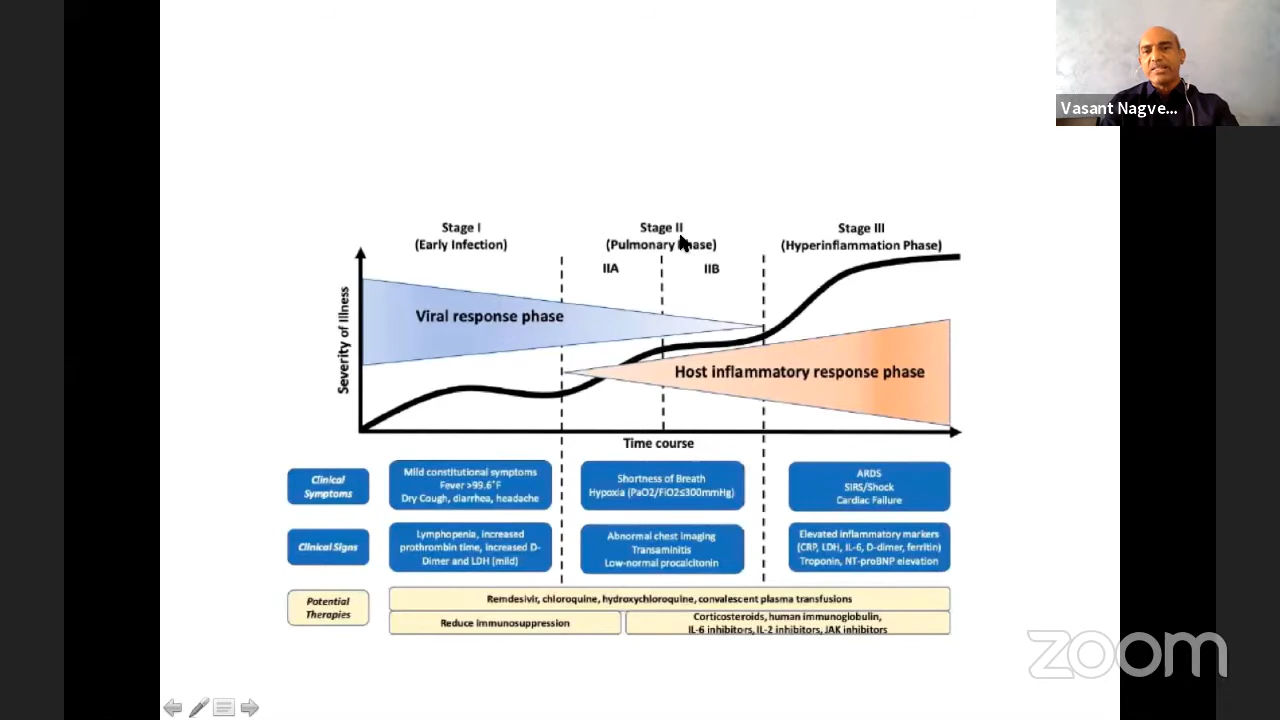 Vasant Nagve...
Stage I
(Early Infection)
Stage II
(Pulmonary Phase)
Stage III
(Hyperinflammation Phase)
IIA
IIB
Severity of Illness
Viral response phase
Host inflammatory response phase
Time course
Clinical
Symptoms
Mild constitutional symptoms
Fever >99.6°F
Dry Cough, diarrhea, headache
Shortness of Breath
Hypoxia (PaO2/FiO2≤300mmHg)
ARDS
SIRS/Shock
Cardiac Failure
Clinical Signs
Lymphopenia, increased
prothrombin time, increased D-
Dimer and LDH (mild)
Abnormal chest imaging
Transaminitis
Low-normal procalcitonin
Elevated inflammatory markers
(CRP, LDH, IL-6, D-dimer, ferritin)
Troponin, NT-proBNP elevation
Potential
Therapies
Remdesivir, chloroquine, hydroxychloroquine, convalescent plasma transfusions
Reduce immunosuppression
Corticosteroids, human immunoglobulin,
IL-6 inhibitors, IL-2 inhibitors, JAK inhibitors
zoom